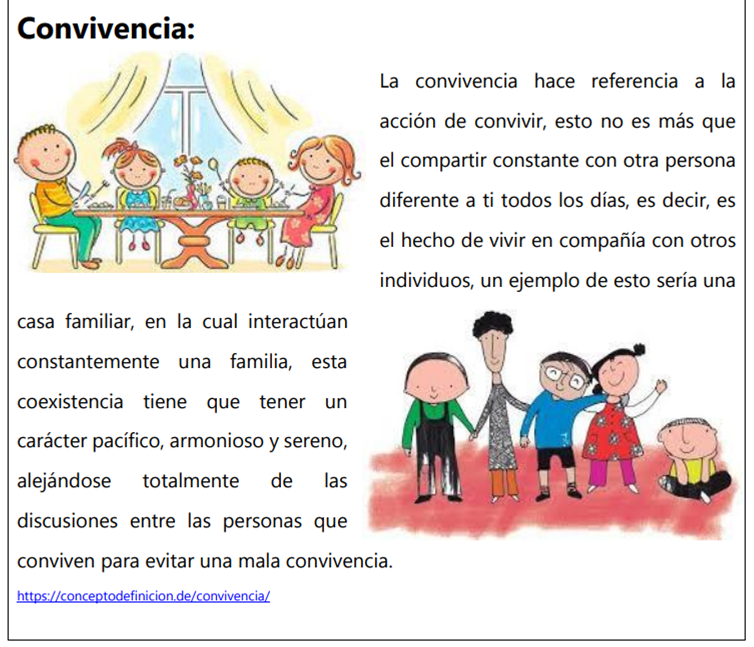 Convivencia:
La convivencia hace referencia a la
acción de convivir, esto no es más que
el compartir constante con otra persona
diferente a ti todos los días, es decir, es
el hecho de vivir en compañía con otros
individuos, un ejemplo de esto sería una
casa familiar, en la cual interactúan
constantemente una familia, esta
coexistencia tiene que tener un
carácter pacífico, armonioso y sereno,
alejándose totalmente de las
discusiones entre las personas que
conviven para evitar una mala convivencia.
https://conceptodefinicion.de/convivencia/